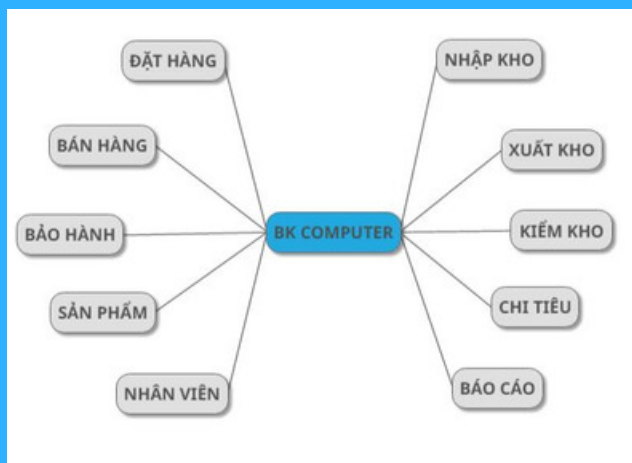 ĐẶT HÀNG
NHẬP KHO
BÁN HÀNG
XUẤT KHO
BẢO HÀNH
BK COMPUTER
KIỂM KHO
SẢN PHẨM
CHI TIÊU
NHÂN VIÊN
BÁO CÁO